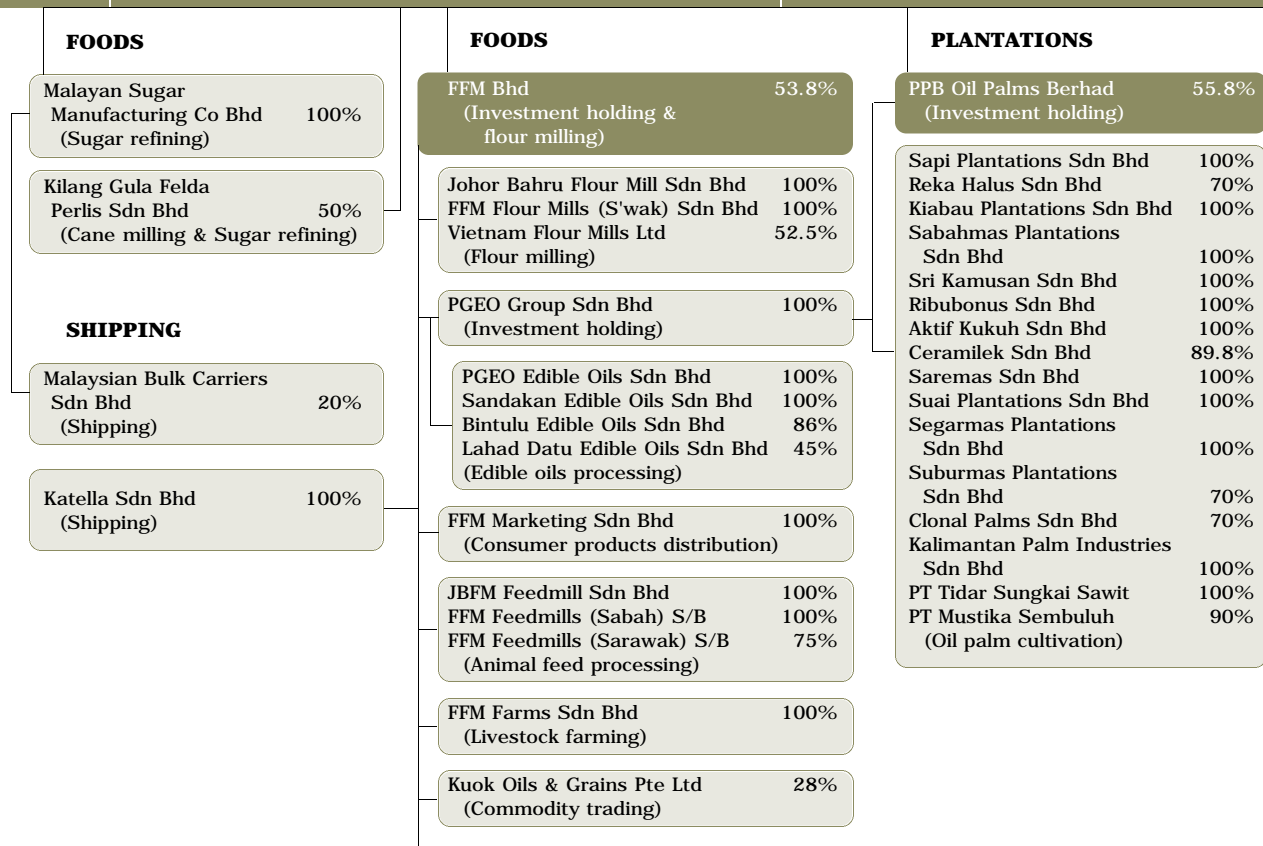 FOODS
Malayan Sugar
Manufacturing Co Bhd 100%
(Sugar refining)
Kilang Gula Felda
Perlis Sdn Bhd 50%
(Cane milling & Sugar refining)
SHIPPING
Malaysian Bulk Carriers
Sdn Bhd 20%
(Shipping)
Katella Sdn Bhd 100%
(Shipping)
FOODS
FFM Bhd 53.8%
(Investment holding &
flour milling)
Johor Bahru Flour Mill Sdn Bhd 100%
FFM Flour Mills (S'wak) Sdn Bhd 100%
Vietnam Flour Mills Ltd 52.5%
(Flour milling)
PGEO Group Sdn Bhd 100%
(Investment holding)
PGEO Edible Oils Sdn Bhd 100%
Sandakan Edible Oils Sdn Bhd 100%
Bintulu Edible Oils Sdn Bhd 86%
Lahad Datu Edible Oils Sdn Bhd 45%
(Edible oils processing)
FFM Marketing Sdn Bhd 100%
(Consumer products distribution)
JBFM Feedmill Sdn Bhd 100%
FFM Feedmills (Sabah) S/B 100%
FFM Feedmills (Sarawak) S/B 75%
(Animal feed processing)
FFM Farms Sdn Bhd 100%
(Livestock farming)
Kuok Oils & Grains Pte Ltd 28%
(Commodity trading)
PLANTATIONS
PPB Oil Palms Berhad 55.8%
(Investment holding)
Sapi Plantations Sdn Bhd 100%
Reka Halus Sdn Bhd 70%
Kiabau Plantations Sdn Bhd 100%
Sabahmas Plantations
Sdn Bhd 100%
Sri Kamusan Sdn Bhd 100%
Ribubonus Sdn Bhd 100%
Aktif Kukuh Sdn Bhd 100%
Ceramilek Sdn Bhd 89.8%
Saremas Sdn Bhd 100%
Suai Plantations Sdn Bhd 100%
Segarmas Plantations
Sdn Bhd 100%
Suburmas Plantations
Sdn Bhd 70%
Clonal Palms Sdn Bhd 70%
Kalimantan Palm Industries
Sdn Bhd 100%
PT Tidar Sungkai Sawit 100%
PT Mustika Sembuluh 90%
(Oil palm cultivation)